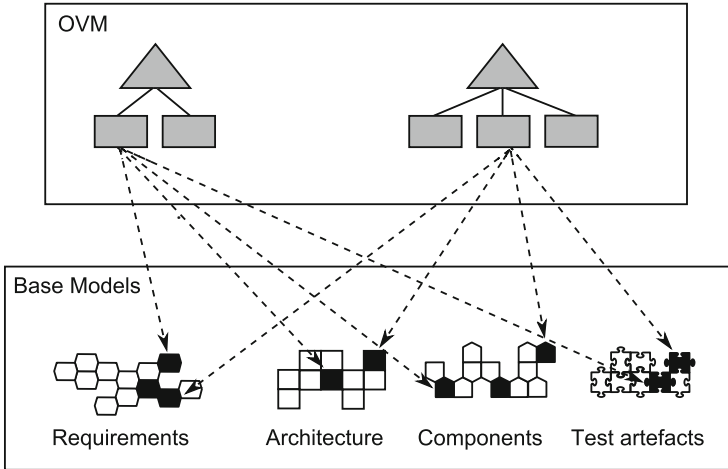 OVM
Base Models
Requirements Architecture Components Test artefacts